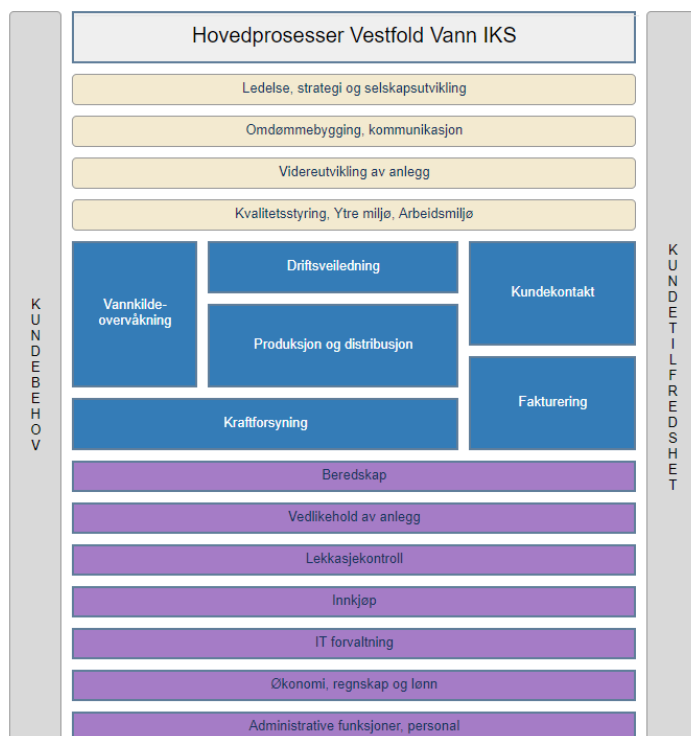 Hovedprosesser Vestfold Vann IKS
KUNDEBEHOV
Ledelse, strategi og selskapsutvikling
Omdømmebygging, kommunikasjon
Videreutvikling av anlegg
Kvalitetsstyring, Ytre miljø, Arbeidsmiljø
Vannkilde-
overvåkning
Driftsveiledning
Produksjon og distribusjon
Kundekontakt
Fakturering
Kraftforsyning
Beredskap
Vedlikehold av anlegg
Lekkasjekontroll
Innkjøp
IT forvaltning
Økonomi, regnskap og lønn
Administrative funksjoner, personal
KUNDETILFREDSHET